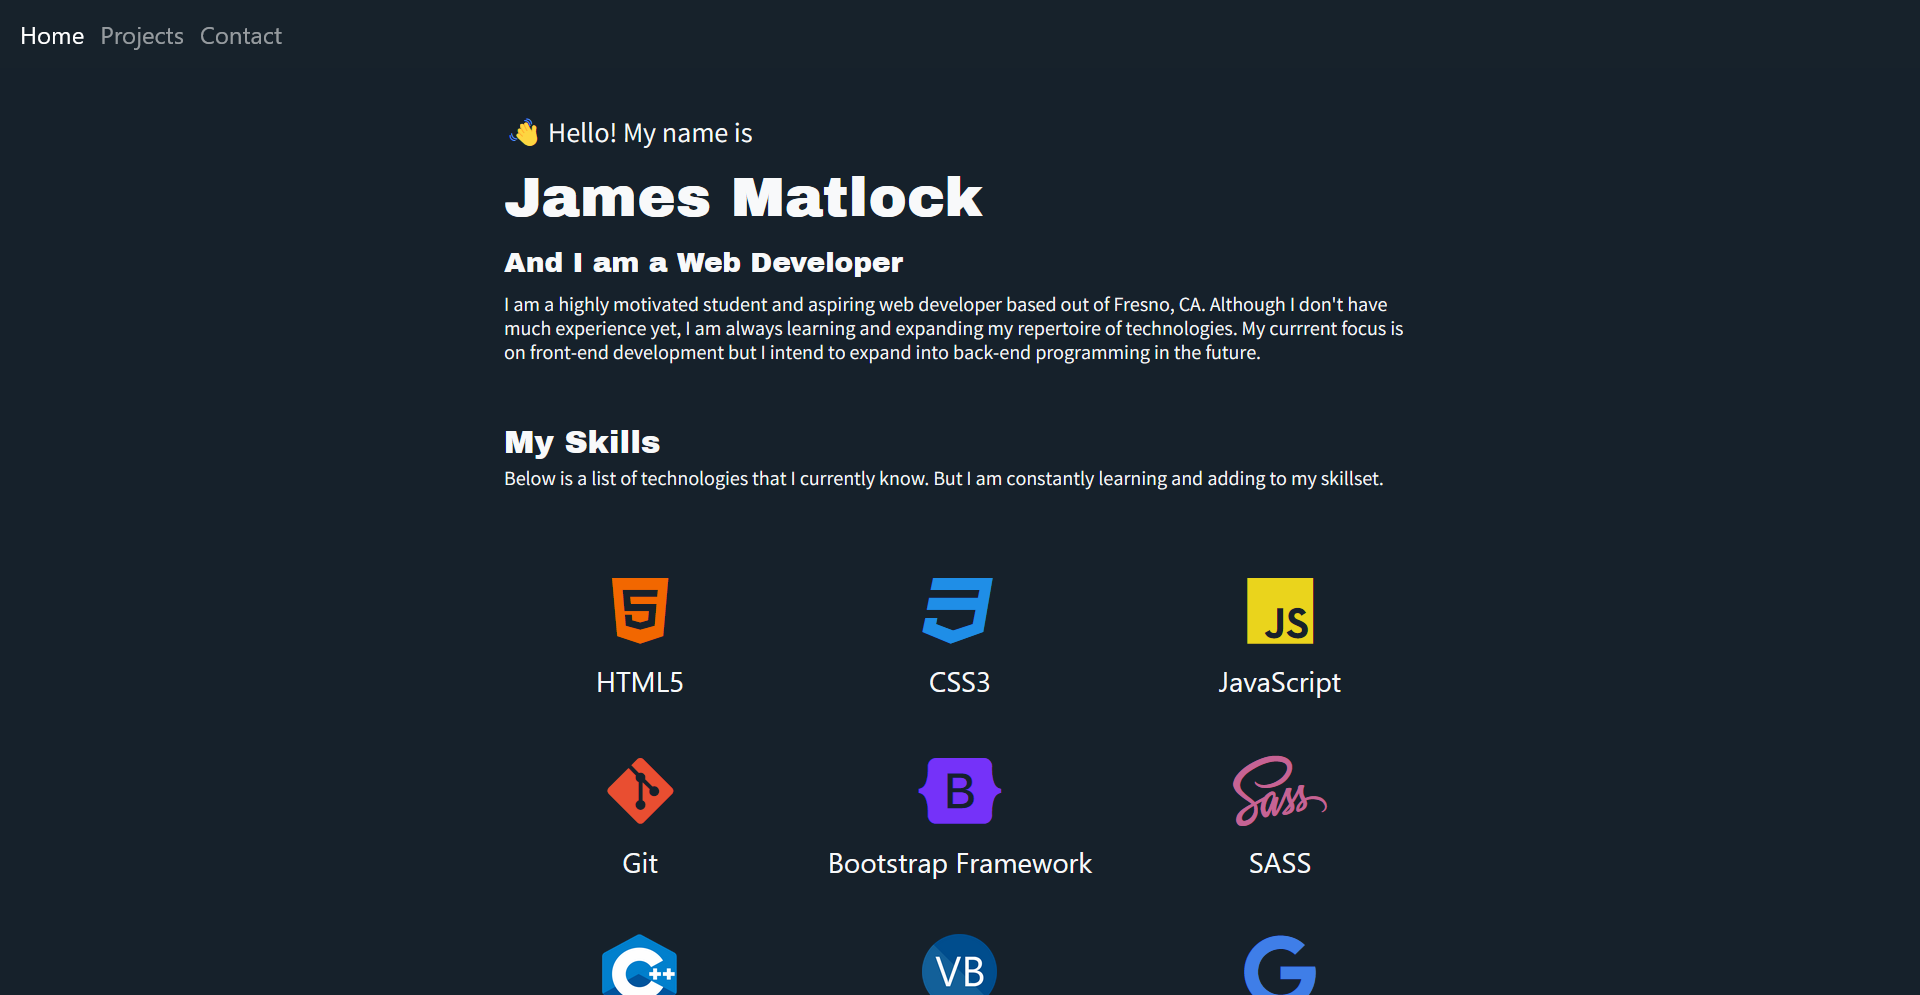 Home Projects Contact
Hello! My name is
James Matlock
And I am a Web Developer
I am a highly motivated student and aspiring web developer based out of Fresno, CA. Although I don't have
much experience yet, I am always learning and expanding my repertoire of technologies. My currrent focus is
on front-end development but I intend to expand into back-end programming in the future.
My Skills
Below is a list of technologies that I currently know. But I am constantly learning and adding to my skillset.
5
JS
HTML5 CSS3 JavaScript
B Sass
Git Bootstrap Framework SASS
C++ VB G